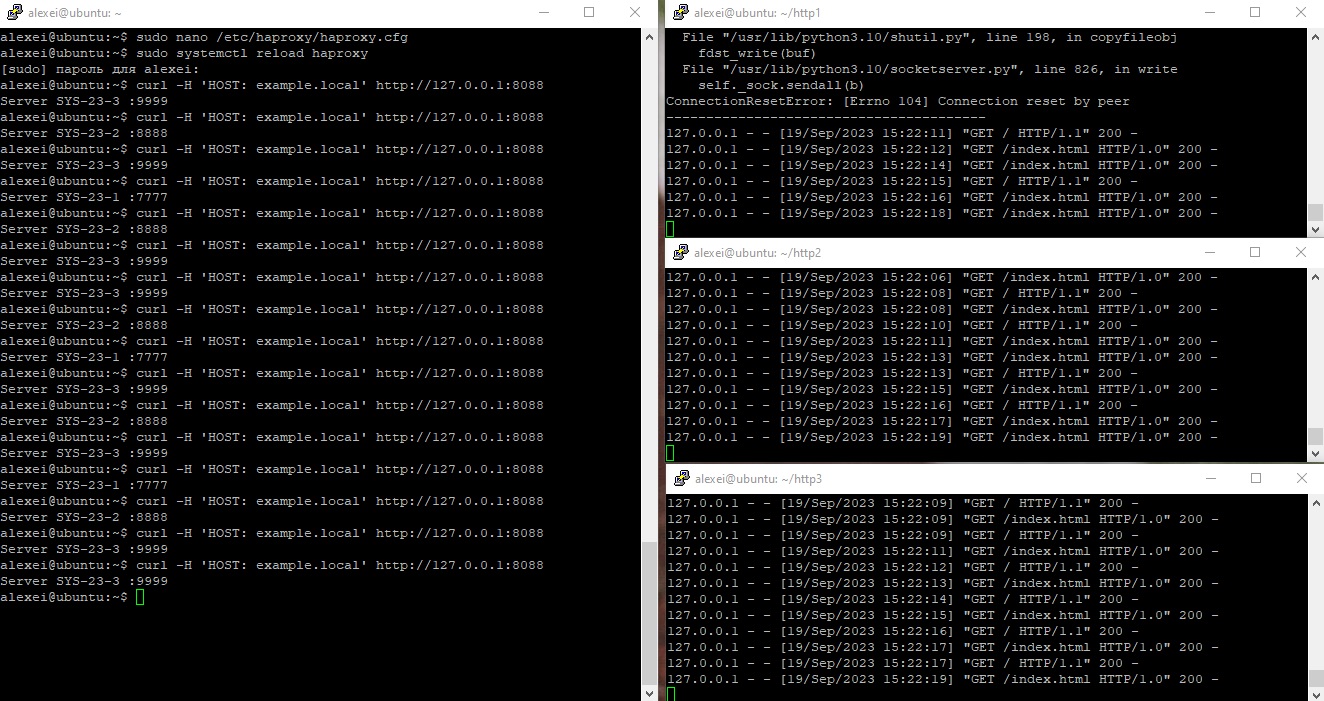 alexei@ubuntu: ~
alexei@ubuntu:~$ sudo nano /etc/haproxy/haproxy.cfg
alexei@ubuntu:~$ sudo systemctl reload haproxy
[sudo] пароль для alexei:
alexei@ubuntu:~$ curl -H 'HOST: example.local' http://127.0.0.1:8088
Server SYS-23-3 :9999
alexei@ubuntu:~$ curl -H 'HOST: example.local' http://127.0.0.1:8088
Server SYS-23-2 :8888
alexei@ubuntu:~$ curl -H 'HOST: example.local' http://127.0.0.1:8088
Server SYS-23-3 :9999
alexei@ubuntu:~$ curl -H 'HOST: example.local' http://127.0.0.1:8088
Server SYS-23-1 :7777
alexei@ubuntu:~$ curl -H 'HOST: example.local' http://127.0.0.1:8088
Server SYS-23-2 :8888
alexei@ubuntu:~$ curl -H 'HOST: example.local' http://127.0.0.1:8088
Server SYS-23-3 :9999
alexei@ubuntu:~$ curl -H 'HOST: example.local' http://127.0.0.1:8088
Server SYS-23-3 :9999
alexei@ubuntu:~$ curl -H 'HOST: example.local' http://127.0.0.1:8088
Server SYS-23-2 :8888
alexei@ubuntu:~$ curl -H 'HOST: example.local' http://127.0.0.1:8088
Server SYS-23-1 :7777
alexei@ubuntu:~$ curl -H 'HOST: example.local' http://127.0.0.1:8088
Server SYS-23-3 :9999
alexei@ubuntu:~$ curl -H 'HOST: example.local' http://127.0.0.1:8088
Server SYS-23-2 :8888
alexei@ubuntu:~$ curl -H 'HOST: example.local' http://127.0.0.1:8088
Server SYS-23-3 :9999
alexei@ubuntu:~$ curl -H 'HOST: example.local' http://127.0.0.1:8088
Server SYS-23-1 :7777
alexei@ubuntu:~$ curl -H 'HOST: example.local' http://127.0.0.1:8088
Server SYS-23-2 :8888
alexei@ubuntu:~$ curl -H 'HOST: example.local' http://127.0.0.1:8088
Server SYS-23-3 :9999
alexei@ubuntu:~$ curl -H 'HOST: example.local' http://127.0.0.1:8088
Server SYS-23-3 :9999
alexei@ubuntu:~$
alexei@ubuntu: ~/http1
File "/usr/lib/python3.10/shutil.py", line 198, in copyfileobj
fdst_write(buf)
File "/usr/lib/python3.10/socketserver.py", line 826, in write
self._sock.sendall(b)
ConnectionResetError: [Errno 104] Connection reset by peer
----------------------------------------
127.0.0.1 - - [19/Sep/2023 15:22:11] "GET / HTTP/1.1" 200 -
127.0.0.1 - - [19/Sep/2023 15:22:12] "GET /index.html HTTP/1.0" 200 -
127.0.0.1 - - [19/Sep/2023 15:22:14] "GET /index.html HTTP/1.0" 200 -
127.0.0.1 - - [19/Sep/2023 15:22:15] "GET / HTTP/1.1" 200 -
127.0.0.1 - - [19/Sep/2023 15:22:16] "GET /index.html HTTP/1.0" 200 -
127.0.0.1 - - [19/Sep/2023 15:22:18] "GET /index.html HTTP/1.0" 200 -
alexei@ubuntu: ~/http2
127.0.0.1 - - [19/Sep/2023 15:22:06] "GET /index.html HTTP/1.0" 200 -
127.0.0.1 - - [19/Sep/2023 15:22:08] "GET / HTTP/1.1" 200 -
127.0.0.1 - - [19/Sep/2023 15:22:08] "GET /index.html HTTP/1.0" 200 -
127.0.0.1 - - [19/Sep/2023 15:22:10] "GET / HTTP/1.1" 200 -
127.0.0.1 - - [19/Sep/2023 15:22:11] "GET /index.html HTTP/1.0" 200 -
127.0.0.1 - - [19/Sep/2023 15:22:13] "GET /index.html HTTP/1.0" 200 -
127.0.0.1 - - [19/Sep/2023 15:22:13] "GET / HTTP/1.1" 200 -
127.0.0.1 - - [19/Sep/2023 15:22:15] "GET /index.html HTTP/1.0" 200 -
127.0.0.1 - - [19/Sep/2023 15:22:16] "GET / HTTP/1.1" 200 -
127.0.0.1 - - [19/Sep/2023 15:22:17] "GET /index.html HTTP/1.0" 200 -
127.0.0.1 - - [19/Sep/2023 15:22:19] "GET /index.html HTTP/1.0" 200 -
alexei@ubuntu: ~/http3
127.0.0.1 - - [19/Sep/2023 15:22:09] "GET / HTTP/1.1" 200 -
127.0.0.1 - - [19/Sep/2023 15:22:09] "GET /index.html HTTP/1.0" 200 -
127.0.0.1 - - [19/Sep/2023 15:22:09] "GET / HTTP/1.1" 200 -
127.0.0.1 - - [19/Sep/2023 15:22:11] "GET /index.html HTTP/1.0" 200 -
127.0.0.1 - - [19/Sep/2023 15:22:12] "GET / HTTP/1.1" 200 -
127.0.0.1 - - [19/Sep/2023 15:22:13] "GET /index.html HTTP/1.0" 200 -
127.0.0.1 - - [19/Sep/2023 15:22:14] "GET / HTTP/1.1" 200 -
127.0.0.1 - - [19/Sep/2023 15:22:15] "GET /index.html HTTP/1.0" 200 -
127.0.0.1 - - [19/Sep/2023 15:22:16] "GET / HTTP/1.1" 200 -
127.0.0.1 - - [19/Sep/2023 15:22:17] "GET /index.html HTTP/1.0" 200 -
127.0.0.1 - - [19/Sep/2023 15:22:17] "GET / HTTP/1.1" 200 -
127.0.0.1 - - [19/Sep/2023 15:22:19] "GET /index.html HTTP/1.0" 200 -